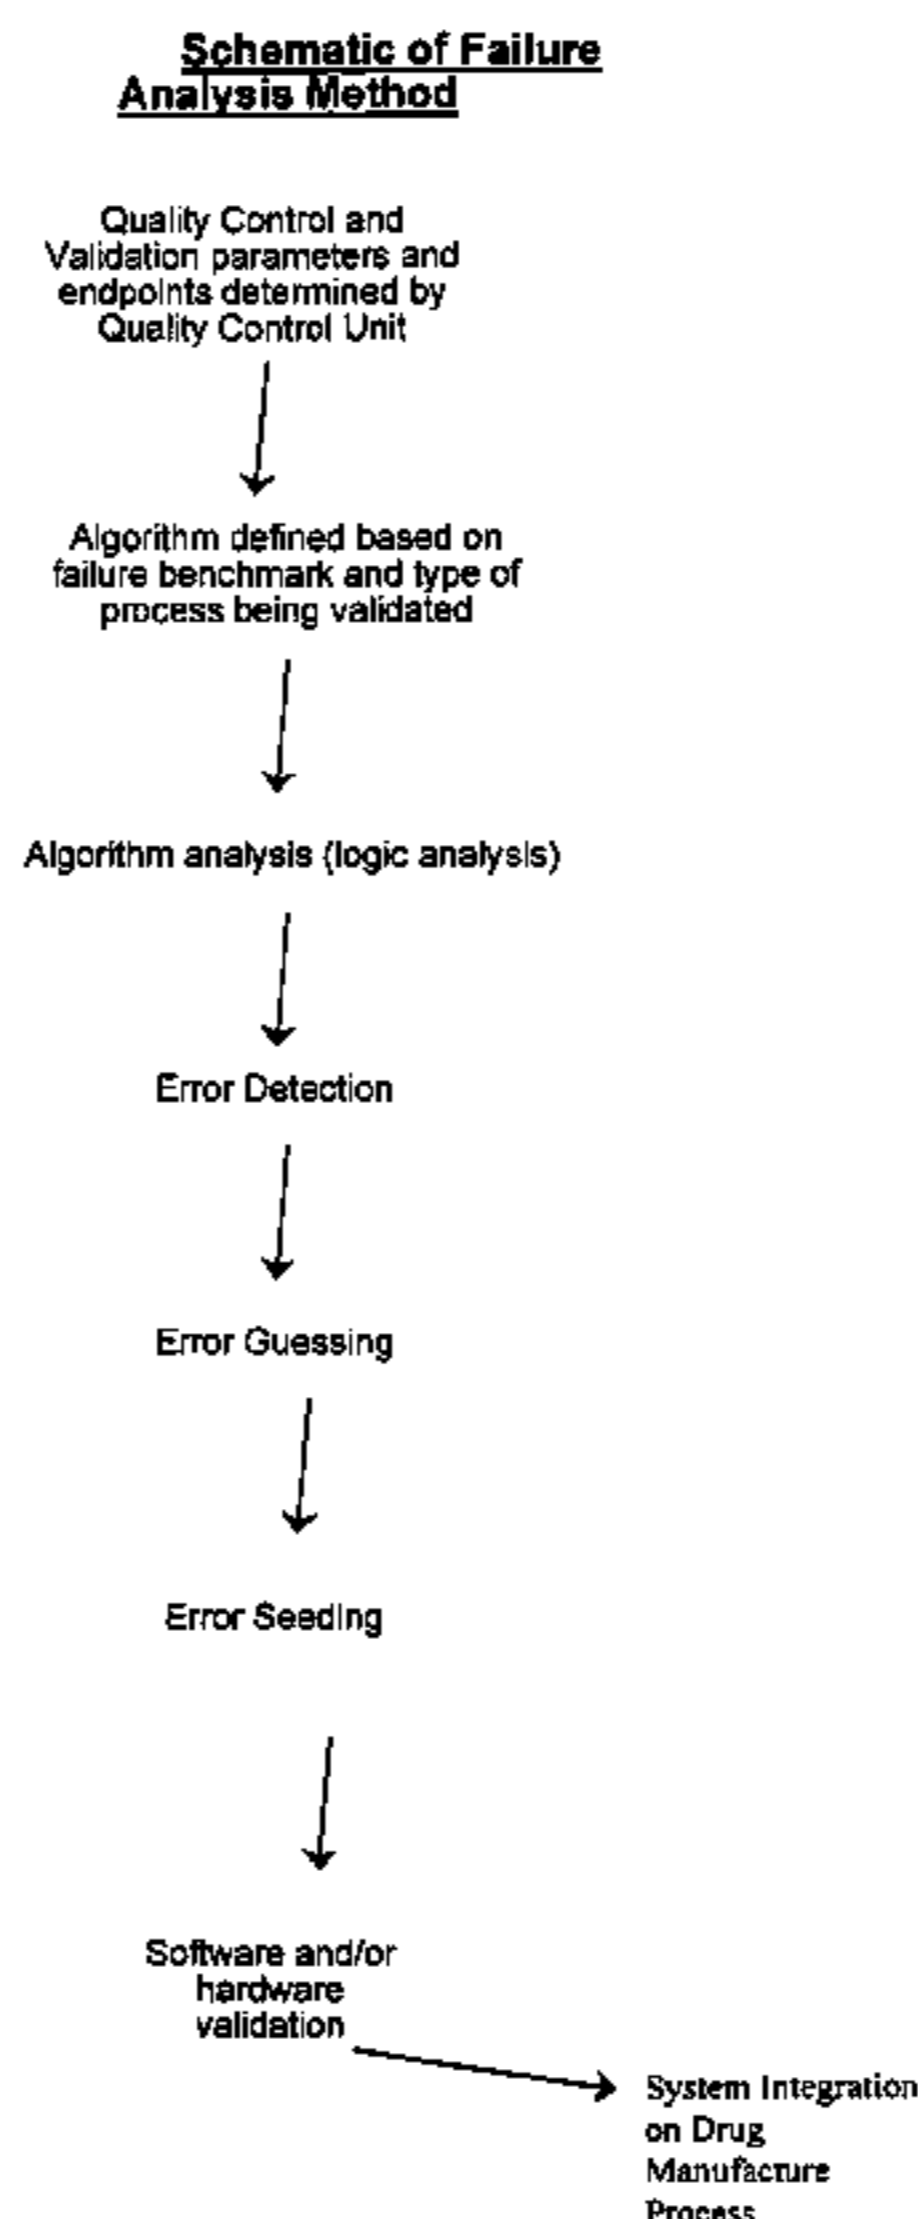 Schematic of Failure
Analysis Method
Quality Control and
Validation parameters and
endpoints determined by
Quality Control Unit
Algorithm defined based on
failure benchmark and type of
process being validated
Algorithm analysis (logic analysis)
Error Detection
Error Guessing
Error Seeding
Software and/or
hardware
validation
System Integration
on Drug
Manufacture
Process